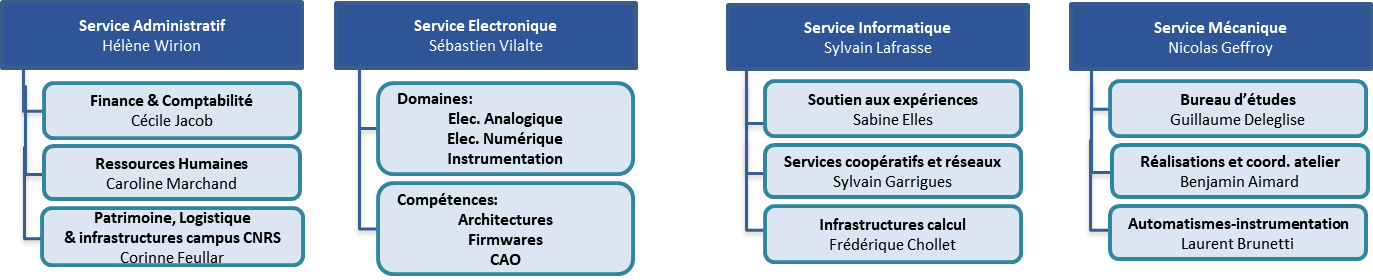 Service Administratif
Hélène Wirion
Finance & Comptabilité
Cécile Jacob
Ressources Humaines
Caroline Marchand
Patrimoine, Logistique
& infrastructures campus CNRS
Corinne Feullar
Service Electronique
Sébastien Vilalte
Domaines:
Elec. Analogique
Elec. Numérique
Instrumentation
Compétences:
Architectures
Firmwares
CAO
Service Informatique
Sylvain Lafrasse
Soutien aux expériences
Sabine Elles
Services coopératifs et réseaux
Sylvain Garrigues
Infrastructures calcul
Frédérique Chollet
Service Mécanique
Nicolas Geffroy
Bureau d’études
Guillaume Deleglise
Réalisations et coord. atelier
Benjamin Aimard
Automatismes-instrumentation
Laurent Brunetti